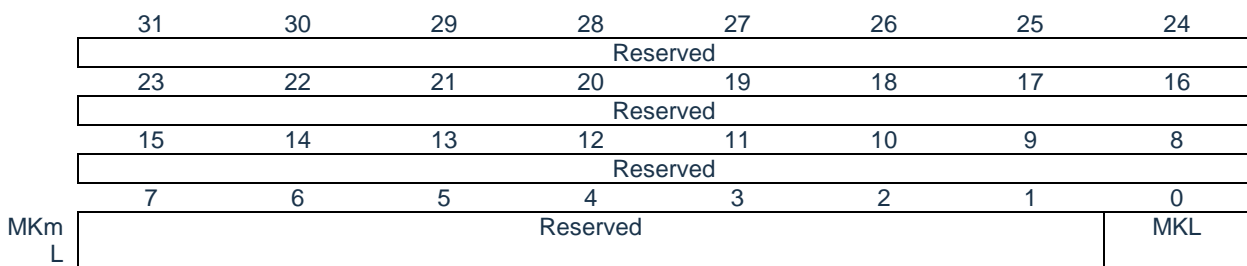 31 30 29 28 27 26 25 24
Reserved
23 22 21 20 19 18 17 16
Reserved
15 14 13 12 11 10 9 8
Reserved
7 6 5 4 3 2 1 0
MKm Reserved MKL
L